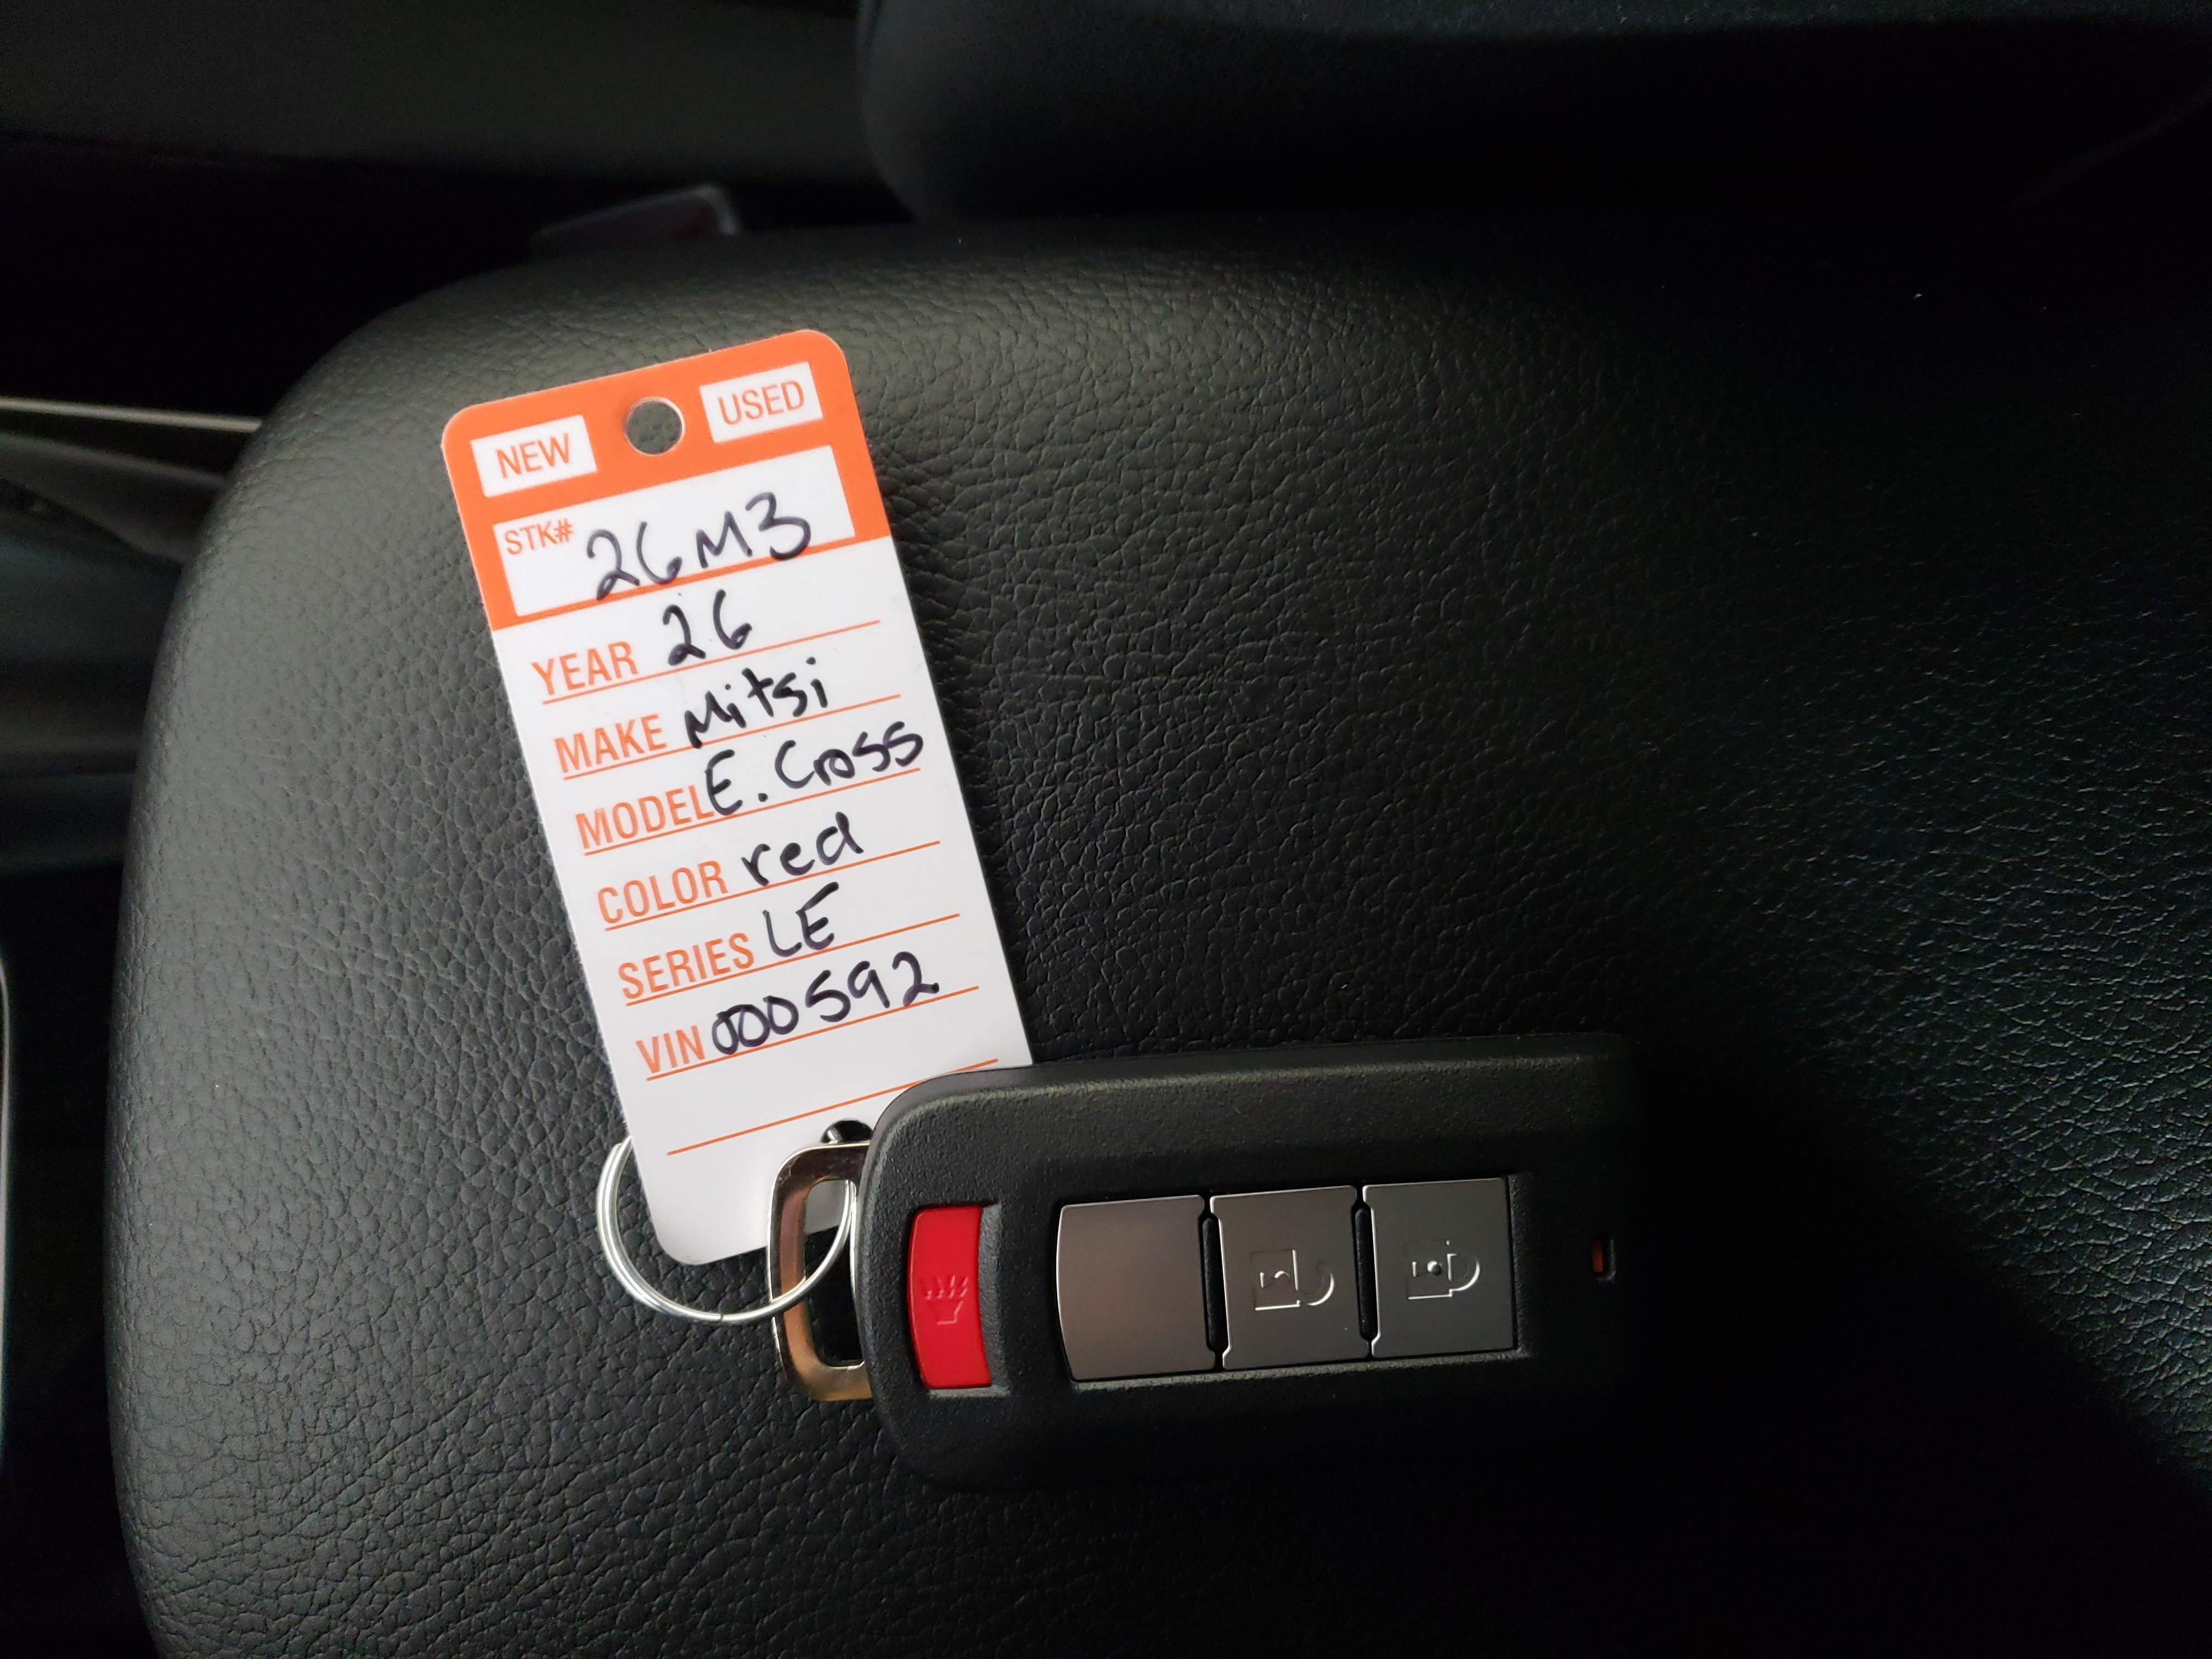 NEW USED
STK# 26M3
YEAR 26
MAKE Mitsi
MODEL E. Cross
COLOR red
SERIES LE
VIN 000592